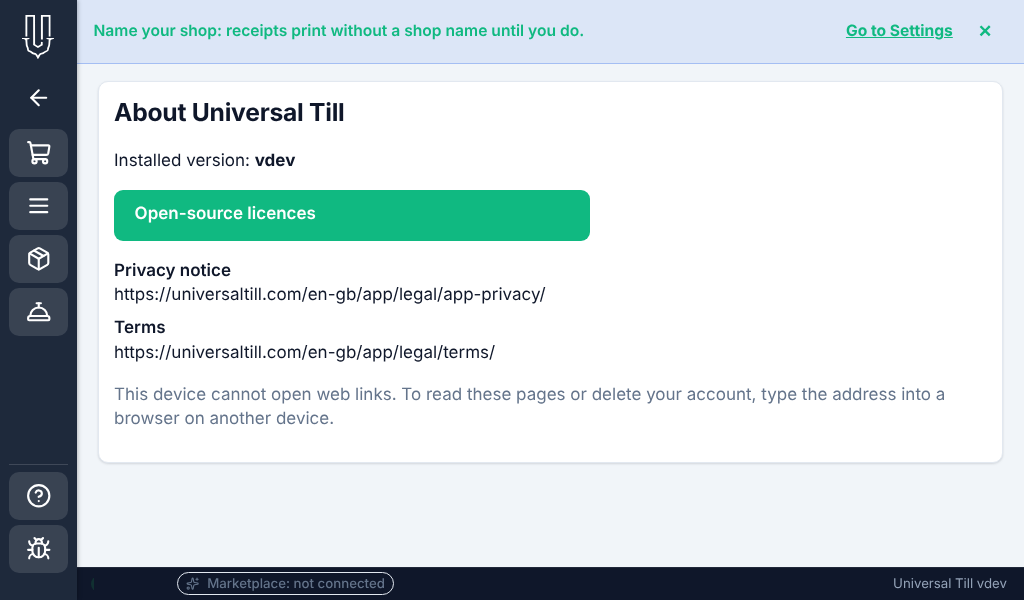 Name your shop: receipts print without a shop name until you do.
Go to Settings
About Universal Till
Installed version: vdev
Open-source licences
Privacy notice
https://universaltill.com/en-gb/app/legal/app-privacy/
Terms
https://universaltill.com/en-gb/app/legal/terms/
This device cannot open web links. To read these pages or delete your account, type the address into a
browser on another device.
Marketplace: not connected
Universal Till vdev